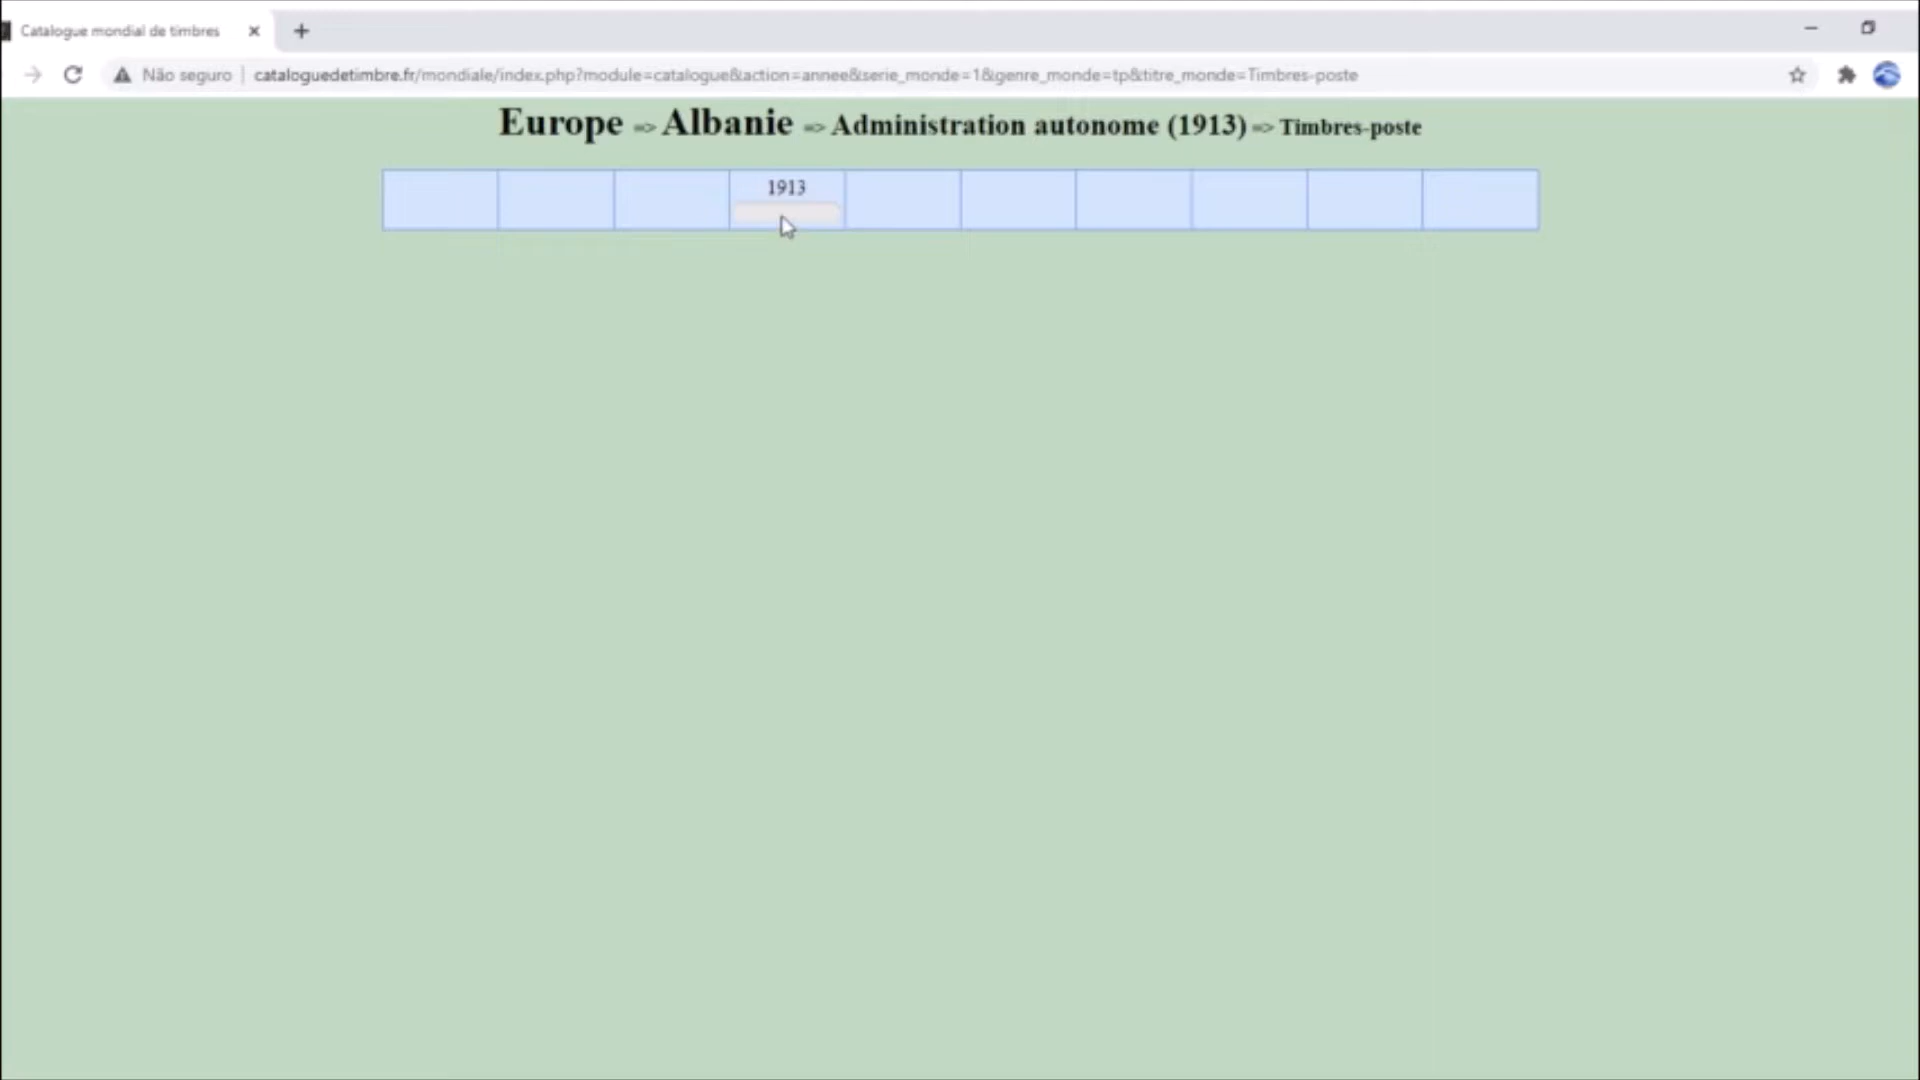 Catalogue mondial de timbres
Não seguro | cataloguedetimbre.fr/mondiale/index.php?module=catalogue&action=annee&serie_monde=1&genre_monde=tp&titre_monde=Timbres-poste
Europe => Albanie => Administration autonome (1913) => Timbres-poste
1913